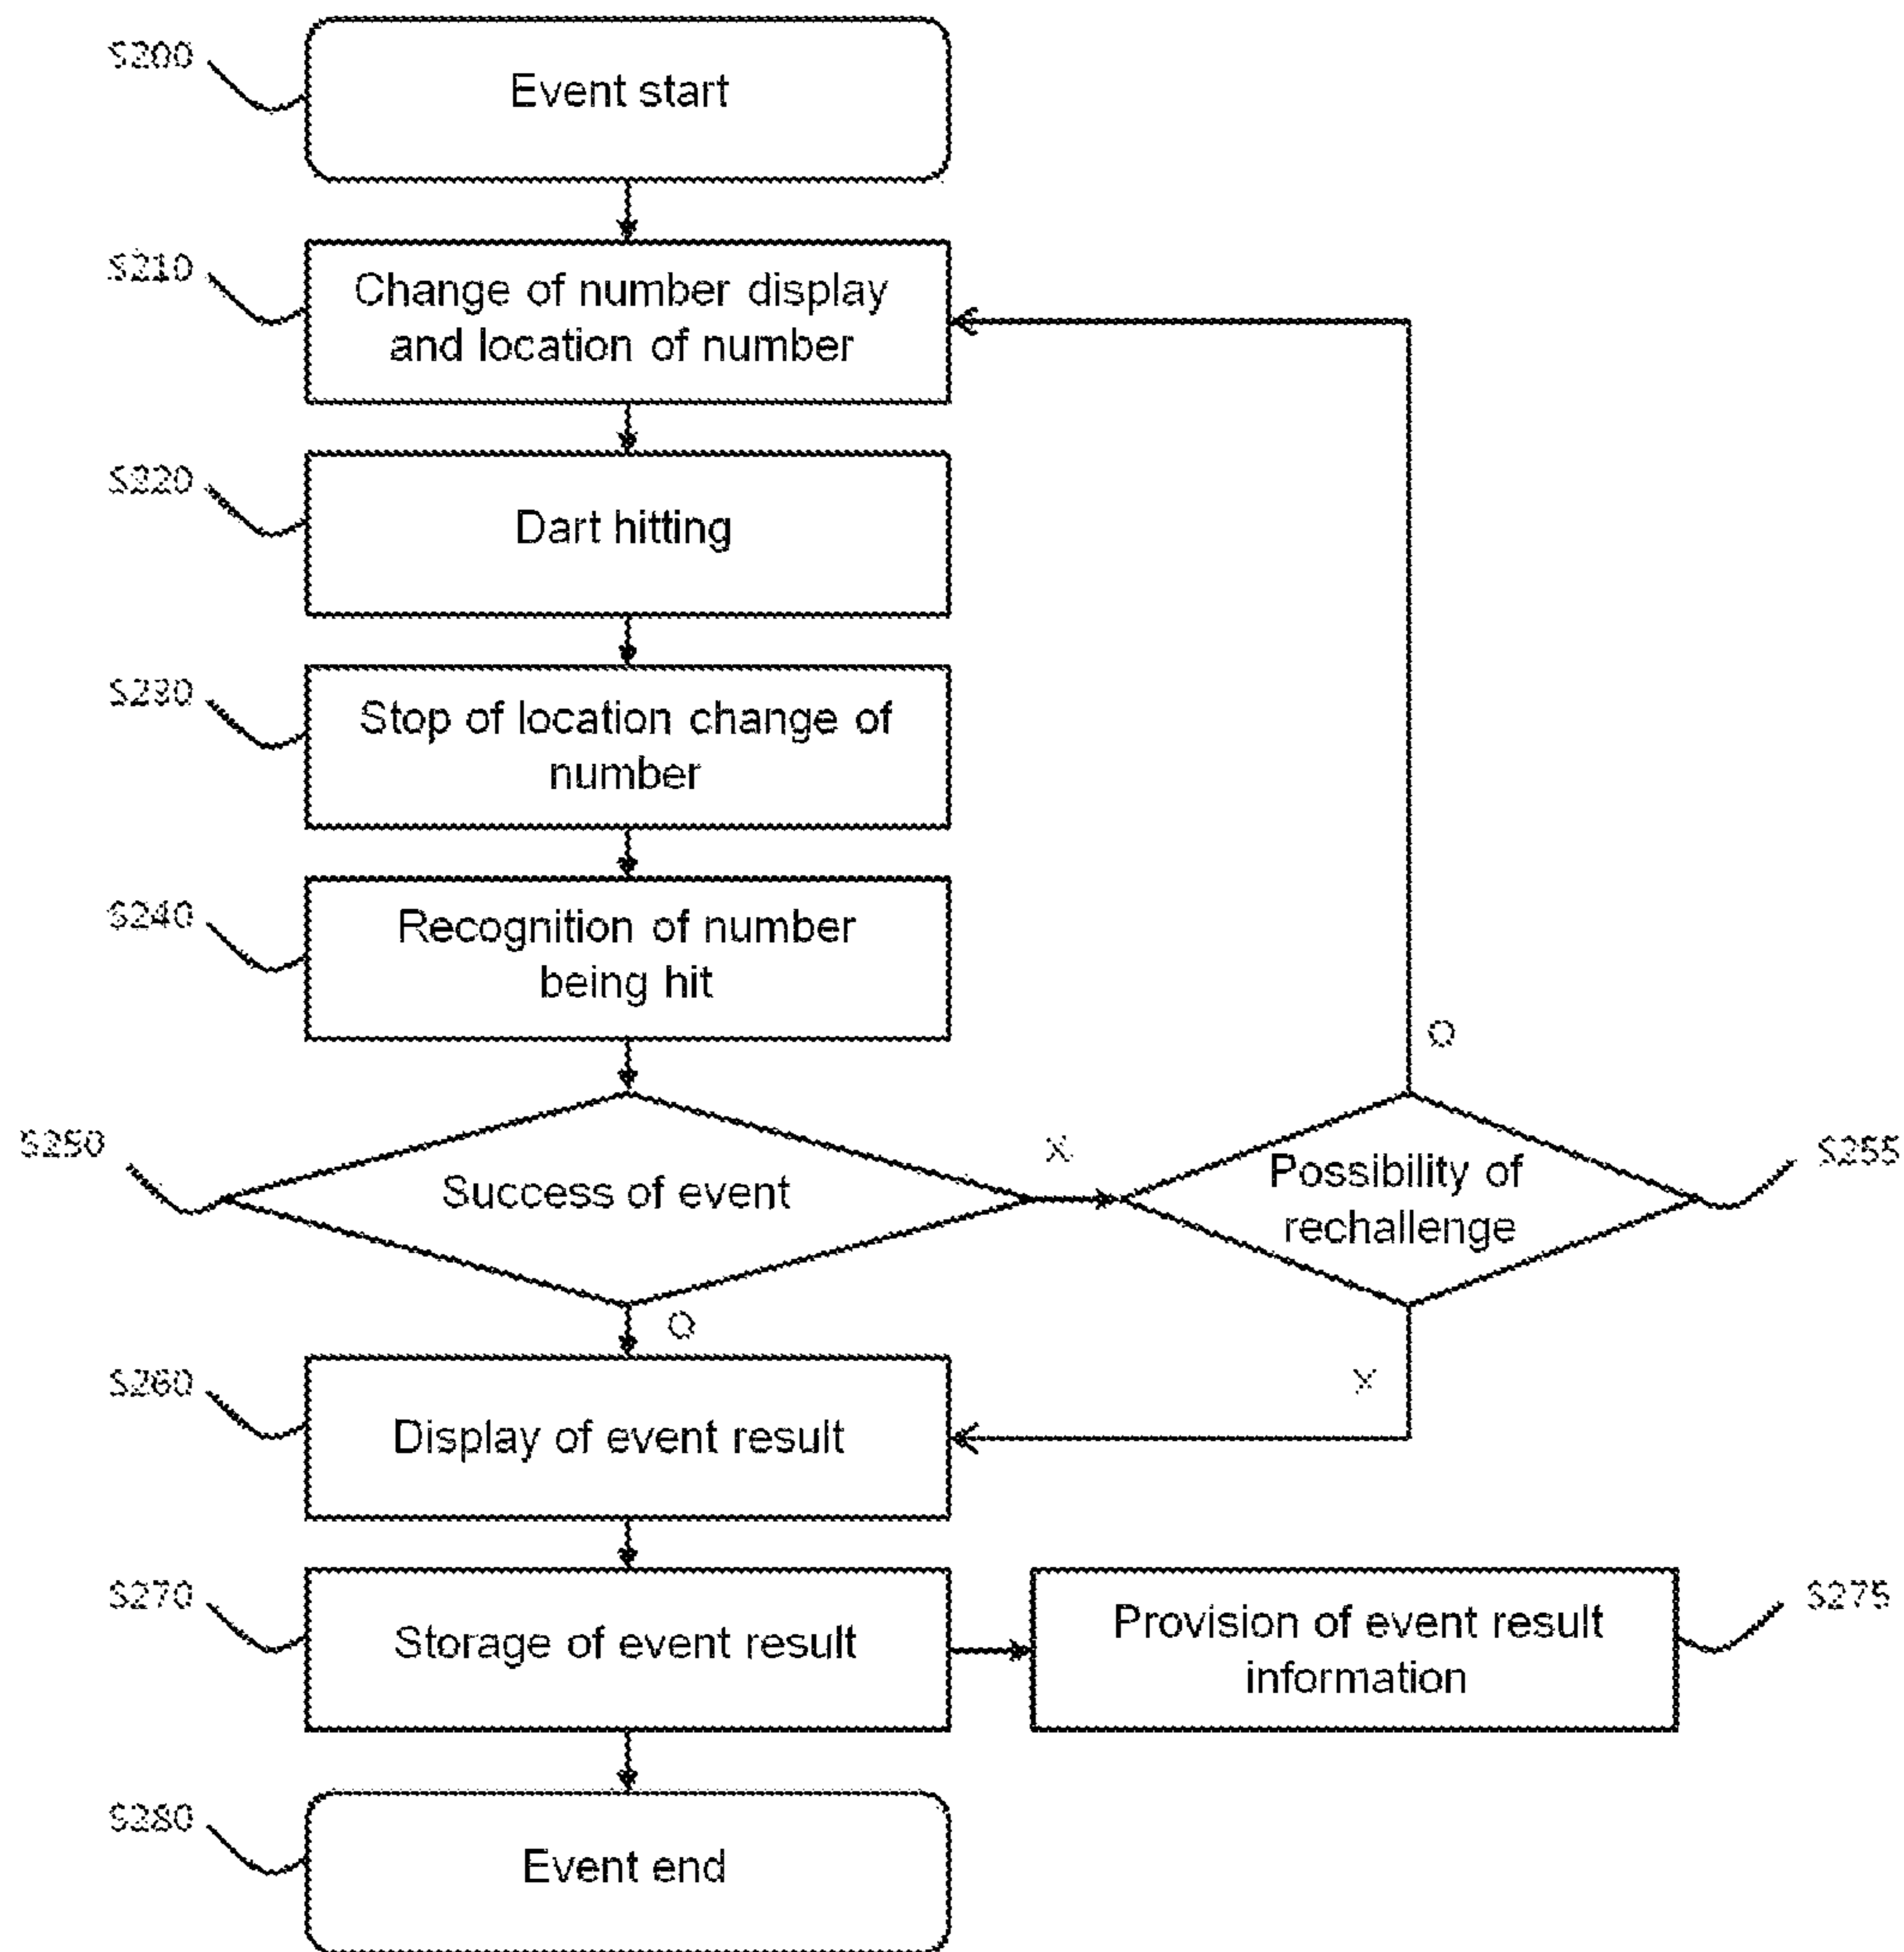 S200
Event start
S210
Change of number display
and location of number
S220
Dart hitting
S230
Stop of location change of
number
S240
Recognition of number
being hit
O
S250
Success of event
X
Possibility of
rechallenge
S255
O
X
S260
Display of event result
S270
Storage of event result
Provision of event result
information
S275
S280
Event end